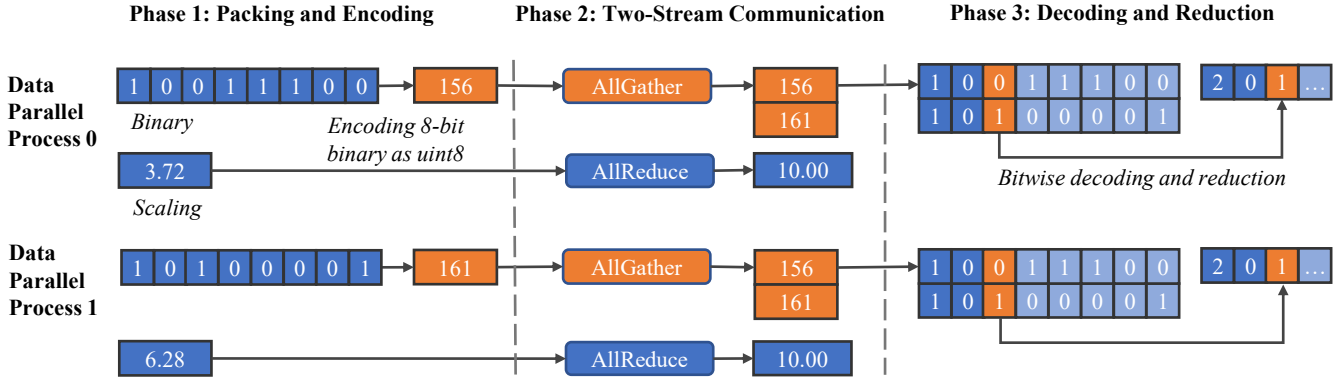 Phase 1: Packing and Encoding
Phase 2: Two-Stream Communication
Phase 3: Decoding and Reduction
Data
Parallel
Process 0
1 0 0 1 1 1 0 0
156
AllGather
156
161
1 0 0 1 1 1 0 0
1 0 1 0 0 0 0 1
2 0 1 ...
Binary
Encoding 8-bit
binary as uint8
3.72
AllReduce
10.00
Bitwise decoding and reduction
Scaling
Data
Parallel
Process 1
1 0 1 0 0 0 0 1
161
AllGather
156
161
1 0 0 1 1 1 0 0
1 0 1 0 0 0 0 1
2 0 1 ...
6.28
AllReduce
10.00